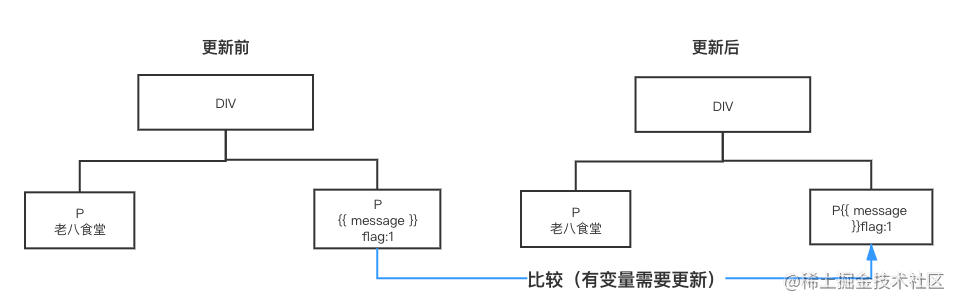 更新前
更新后
DIV
DIV
P
老八食堂
P
{{ message }}
flag:1
P
老八食堂
P{{ message
}}flag:1
比较（有变量需要更新）
@稀土掘金技术社区